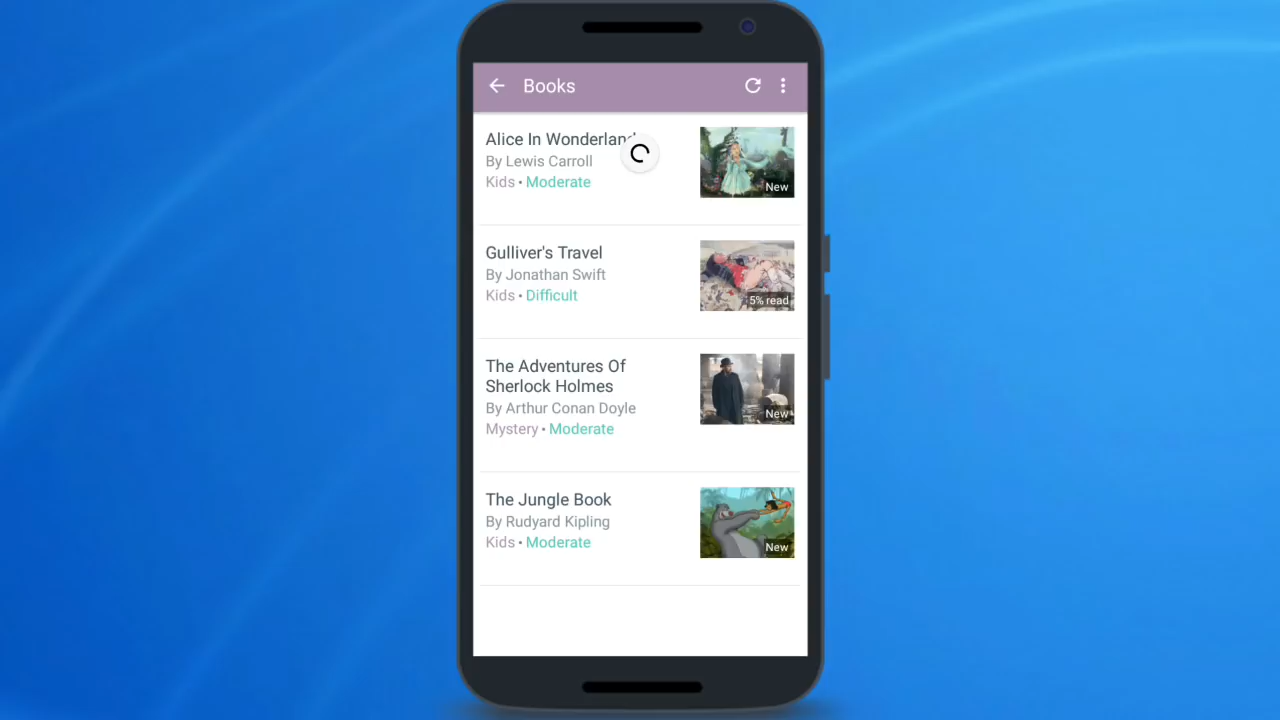 Books
Alice In Wonderland
By Lewis Carroll
Kids • Moderate
New
Gulliver's Travel
By Jonathan Swift
Kids • Difficult
5% read
The Adventures Of
Sherlock Holmes
By Arthur Conan Doyle
Mystery • Moderate
New
The Jungle Book
By Rudyard Kipling
Kids • Moderate
New